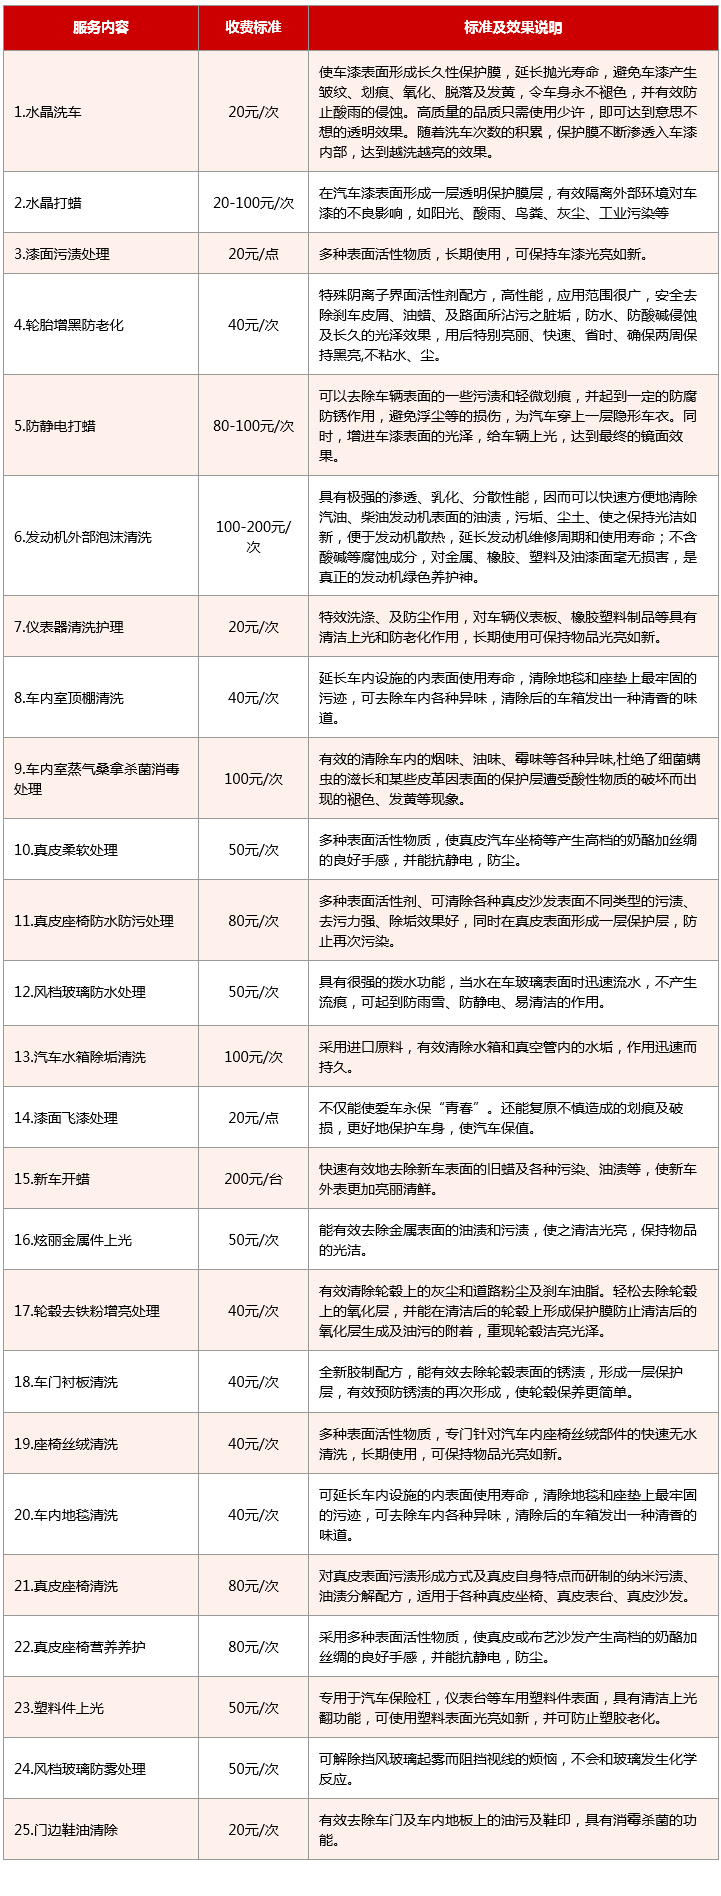 服务内容
收费标准
标准及效果说明
1.水晶洗车
20元/次
使车漆表面形成长久性保护膜，延长抛光寿命，避免车漆产生
皱纹、划痕、氧化、脱落及发黄，令车身永不褪色，并有效防
止酸雨的侵蚀。高质量的品质只需使用少许，即可达到意思不
想的透明效果。随着洗车次数的积累，保护膜不断渗透入车漆
内部，达到越洗越亮的效果。
2.水晶打蜡
20-100元/次
在汽车漆表面形成一层透明保护膜层，有效隔离外部环境对车
漆的不良影响，如阳光、酸雨、鸟粪、灰尘、工业污染等
3.漆面污渍处理
20元/点
多种表面活性物质，长期使用，可保持车漆光亮如新。
4.轮胎增黑防老化
40元/次
特殊阴离子界面活性剂配方，高性能，应用范围很广，安全去
除刹车皮屑、油蜡、及路面所沾污之脏垢，防水、防酸碱侵蚀
及长久的光泽效果，用后特别亮丽、快速、省时、确保两周保
持黑亮,不粘水、尘。
5.防静电打蜡
80-100元/次
可以去除车辆表面的一些污渍和轻微划痕，并起到一定的防腐
防锈作用，避免浮尘等的损伤，为汽车穿上一层隐形车衣。同
时，增进车漆表面的光泽，给车辆上光，达到最终的镜面效
果。
6.发动机外部泡沫清洗
100-200元/
次
具有极强的渗透、乳化、分散性能，因而可以快速方便地清除
汽油、柴油发动机表面的油渍，污垢、尘土、使之保持光洁如
新，便于发动机散热，延长发动机维修周期和使用寿命；不含
酸碱等腐蚀成分，对金属、橡胶、塑料及油漆面毫无损害，是
真正的发动机绿色养护神。
7.仪表器清洗护理
20元/次
特效洗涤、及防尘作用，对车辆仪表板、橡胶塑料制品等具有
清洁上光和防老化作用，长期使用可保持物品光亮如新。
8.车内室顶棚清洗
40元/次
延长车内设施的内表面使用寿命，清除地毯和座垫上最牢固的
污迹，可去除车内各种异味，清除后的车箱发出一种清香的味
道。
9.车内室蒸气桑拿杀菌消毒
处理
100元/次
有效的清除车内的烟味、油味、霉味等各种异味,杜绝了细菌螨
虫的滋长和某些皮革因表面的保护层遭受酸性物质的破坏而出
现的褪色、发黄等现象。
10.真皮柔软处理
50元/次
多种表面活性物质，使真皮汽车坐椅等产生高档的奶酪加丝绸
的良好手感，并能抗静电，防尘。
11.真皮座椅防水防污处理
80元/次
多种表面活性剂、可清除各种真皮沙发表面不同类型的污渍、
去污力强、除垢效果好，同时在真皮表面形成一层保护层，防
止再次污染。
12.风档玻璃防水处理
50元/次
具有很强的拨水功能，当水在车玻璃表面时迅速流水，不产生
流痕，可起到防雨雪、防静电、易清洁的作用。
13.汽车水箱除垢清洗
100元/次
采用进口原料，有效清除水箱和真空管内的水垢，作用迅速而
持久。
14.漆面飞漆处理
20元/点
不仅能使爱车永保“青春”。还能复原不慎造成的划痕及破
损，更好地保护车身，使汽车保值。
15.新车开蜡
200元/台
快速有效地去除新车表面的旧蜡及各种污染、油渍等，使新车
外表更加亮丽清鲜。
16.炫丽金属件上光
50元/次
能有效去除金属表面的油渍和污渍，使之清洁光亮，保持物品
的光洁。
17.轮毂去铁粉增亮处理
40元/次
有效清除轮毂上的灰尘和道路粉尘及刹车油脂。轻松去除轮毂
上的氧化层，并能在清洁后的轮毂上形成保护膜防止清洁后的
氧化层生成及油污的附着，重现轮毂洁亮光泽。
18.车门衬板清洗
40元/次
全新胶制配方，能有效去除轮毂表面的锈渍，形成一层保护
层，有效预防锈渍的再次形成，使轮毂保养更简单。
19.座椅丝绒清洗
40元/次
多种表面活性物质，专门针对汽车内座椅丝绒部件的快速无水
清洗，长期使用，可保持物品光亮如新。
20.车内地毯清洗
40元/次
可延长车内设施的内表面使用寿命，清除地毯和座垫上最牢固
的污迹，可去除车内各种异味，清除后的车箱发出一种清香的
味道。
21.真皮座椅清洗
80元/次
对真皮表面污渍形成方式及真皮自身特点而研制的纳米污渍、
油渍分解配方，适用于各种真皮坐椅、真皮表台、真皮沙发。
22.真皮座椅营养养护
80元/次
采用多种表面活性物质，使真皮或布艺沙发产生高档的奶酪加
丝绸的良好手感，并能抗静电，防尘。
23.塑料件上光
50元/次
专用于汽车保险杠，仪表台等车用塑料件表面，具有清洁上光
翻功能，可使用塑料表面光亮如新，并可防止塑胶老化。
24.风档玻璃防雾处理
50元/次
可解除挡风玻璃起雾而阻挡视线的烦恼，不会和玻璃发生化学
反应。
25.门边鞋油清除
20元/次
有效去除车门及车内地板上的油污及鞋印，具有消霉杀菌的功
能。